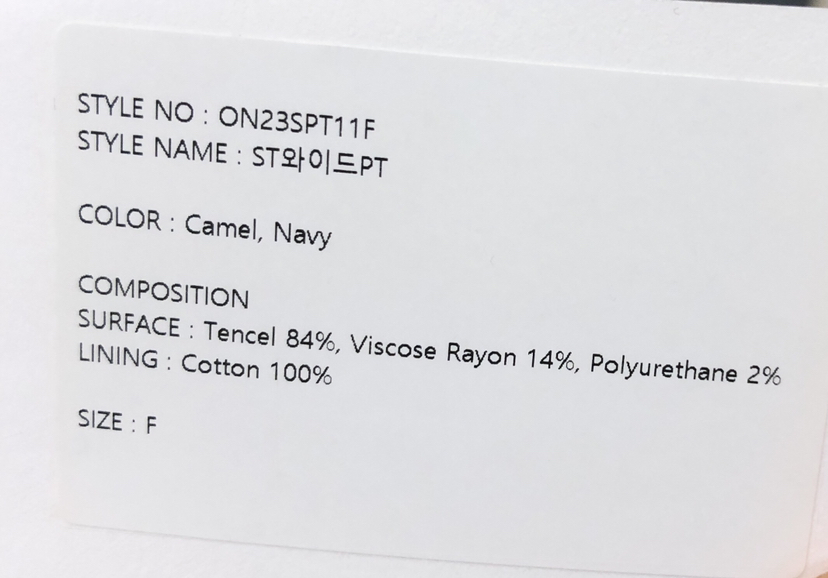 STYLE NO : ON23SPT11F
STYLE NAME : ST와이드PT
COLOR : Camel, Navy
COMPOSITION
SURFACE : Tencel 84%, Viscose Rayon 14%, Polyurethane 2%
LINING : Cotton 100%
SIZE : F